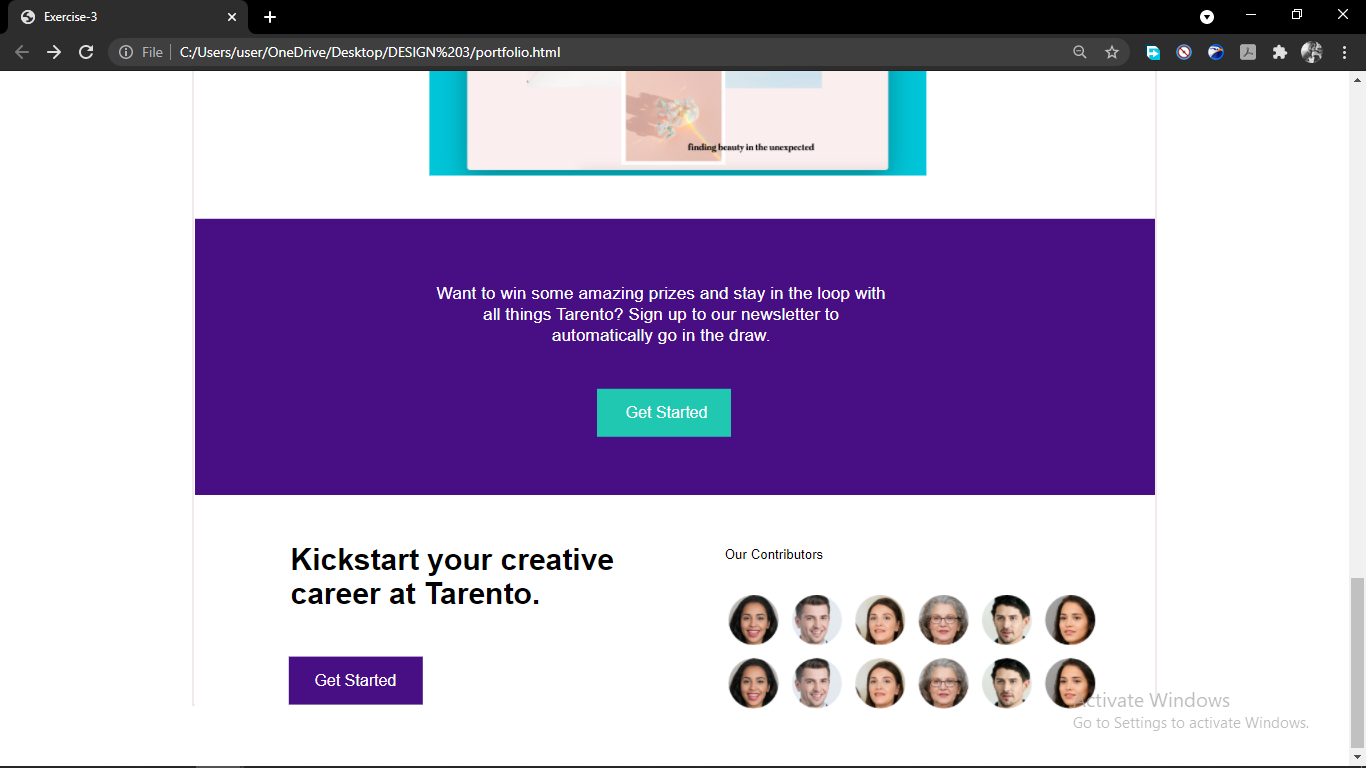 Exercise-3
File
C:/Users/user/OneDrive/Desktop/DESIGN%203/portfolio.html
finding beauty in the unexpected
Want to win some amazing prizes and stay in the loop with
all things Tarento? Sign up to our newsletter to
automatically go in the draw.
Get Started
Kickstart your creative
career at Tarento.
Get Started
Our Contributors
Activate Windows
Go to Settings to activate Windows.